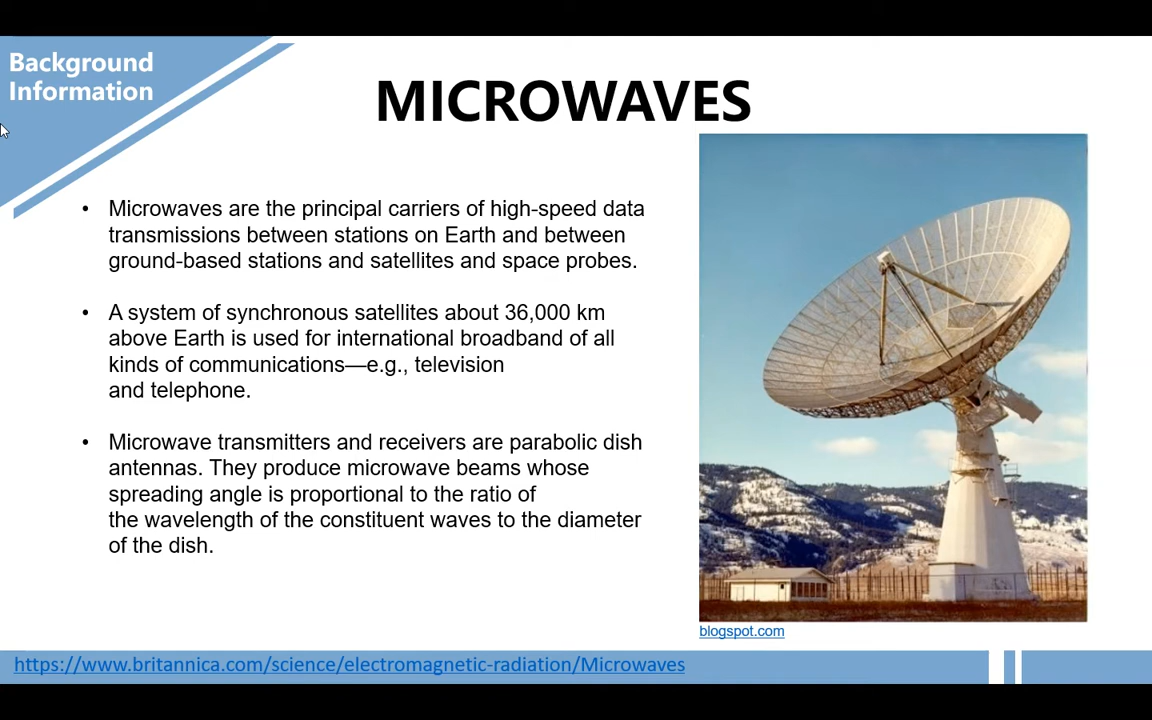 Background
Information
MICROWAVES
• Microwaves are the principal carriers of high-speed data
transmissions between stations on Earth and between
ground-based stations and satellites and space probes.
• A system of synchronous satellites about 36,000 km
above Earth is used for international broadband of all
kinds of communications—e.g., television
and telephone.
• Microwave transmitters and receivers are parabolic dish
antennas. They produce microwave beams whose
spreading angle is proportional to the ratio of
the wavelength of the constituent waves to the diameter
of the dish.
blogspot.com
https://www.britannica.com/science/electromagnetic-radiation/Microwaves